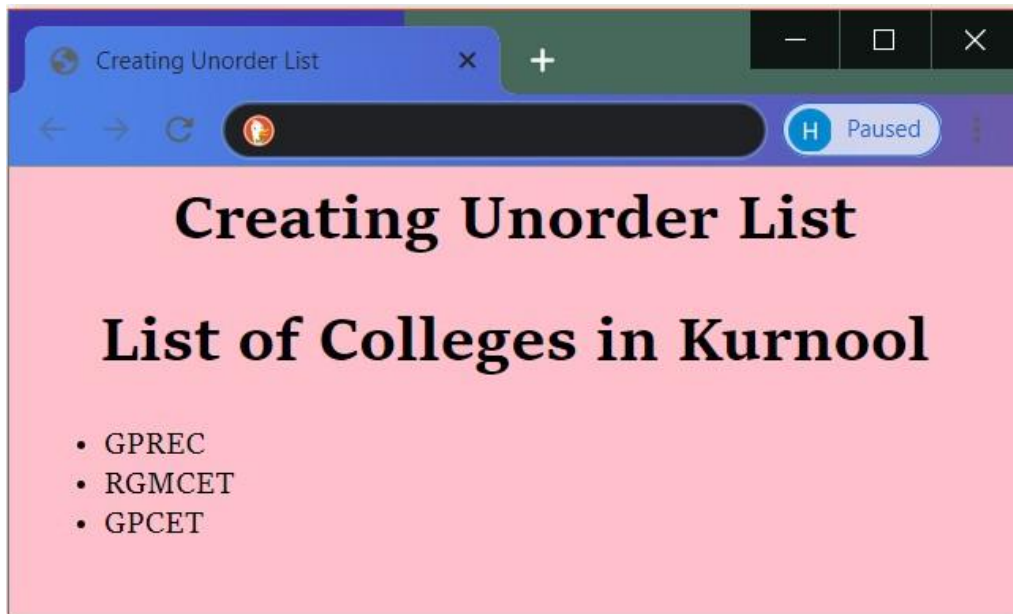 Creating Unorder List
H Paused
Creating Unorder List
List of Colleges in Kurnool
• GPREC
• RGMCET
• GPCET